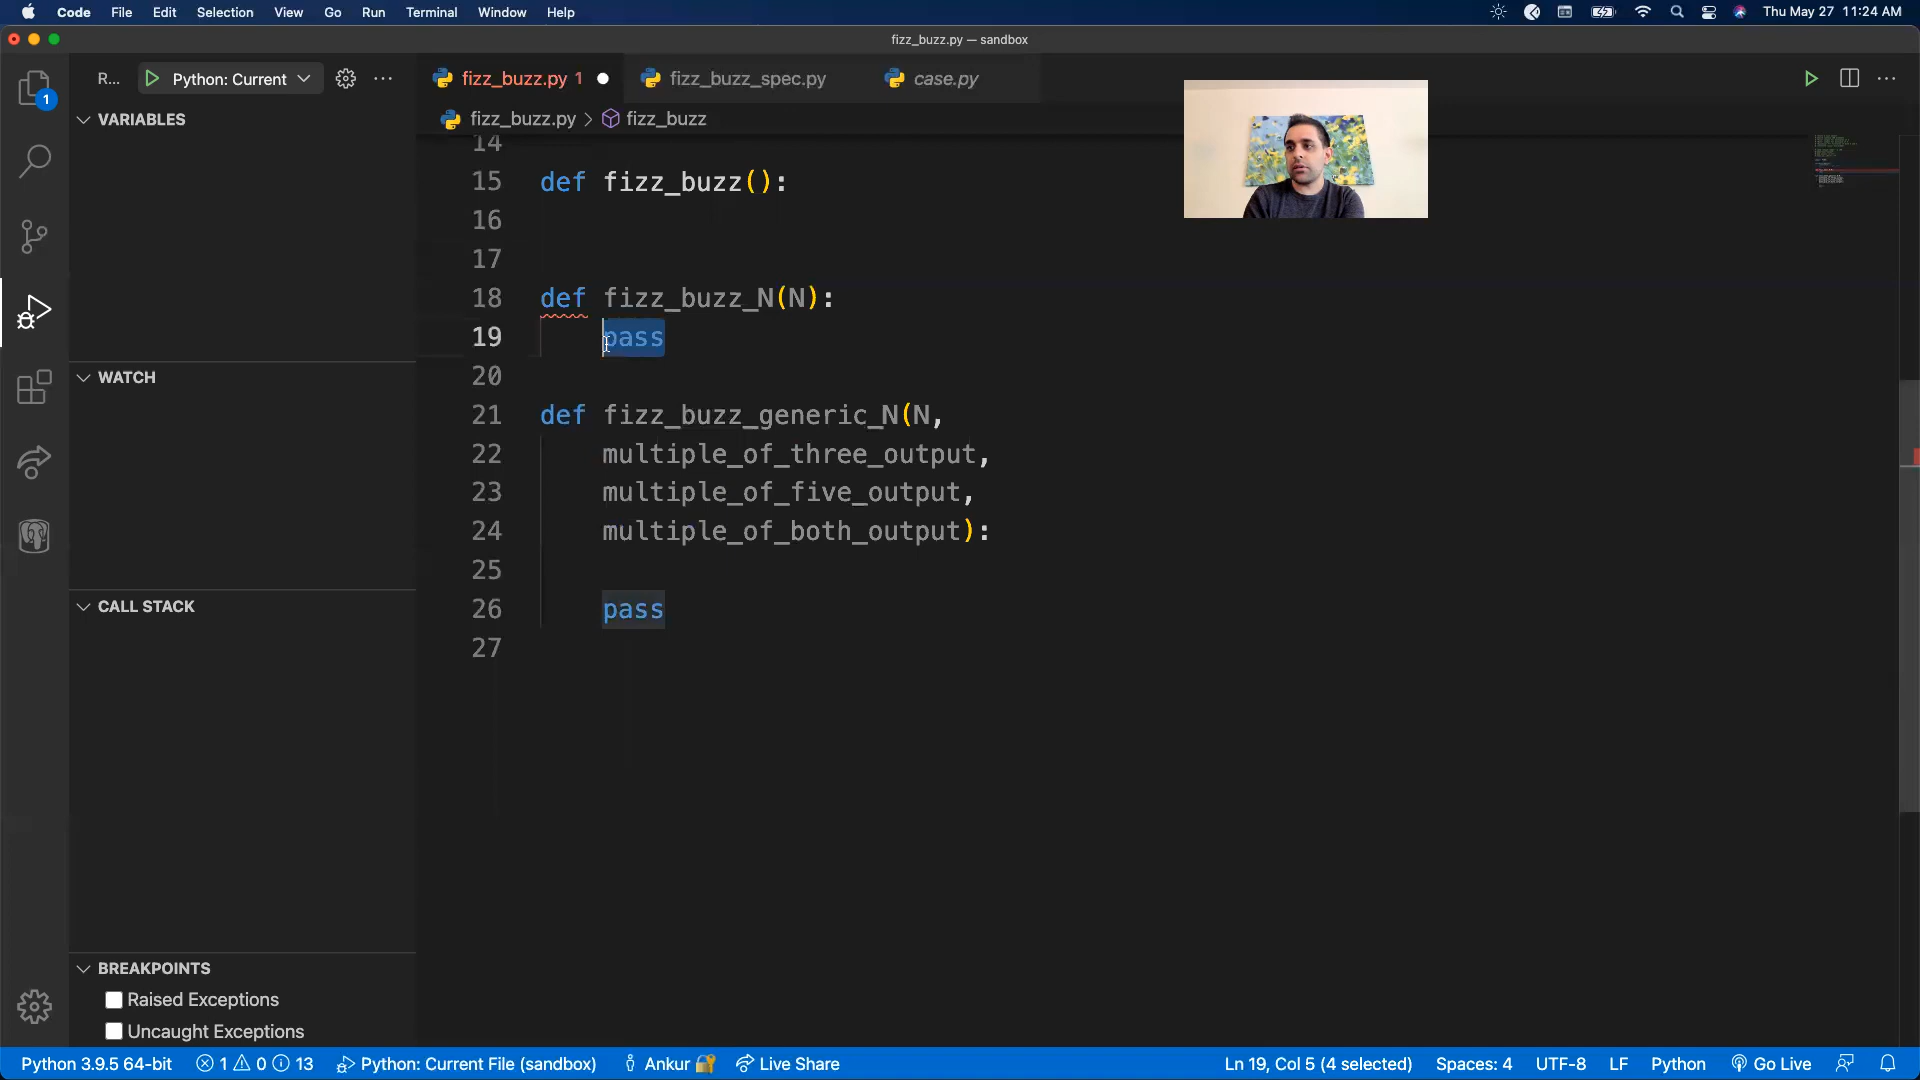 Code File Edit Selection View Go Run Terminal Window Help Thu May 27 11:24 AM
fizz_buzz.py — sandbox
R... Python: Current ···
fizz_buzz.py 1 fizz_buzz_spec.py case.py ···
1
VARIABLES
fizz_buzz.py > fizz_buzz
14
15 def fizz_buzz():
16
17
18 def fizz_buzz_N(N):
19 pass
20
WATCH
21 def fizz_buzz_generic_N(N,
22 multiple_of_three_output,
23 multiple_of_five_output,
24 multiple_of_both_output):
25
26 pass
27
CALL STACK
BREAKPOINTS
Raised Exceptions
Uncaught Exceptions
Python 3.9.5 64-bit 1 0 13 Python: Current File (sandbox) Ankur Live Share Ln 19, Col 5 (4 selected) Spaces: 4 UTF-8 LF Python Go Live